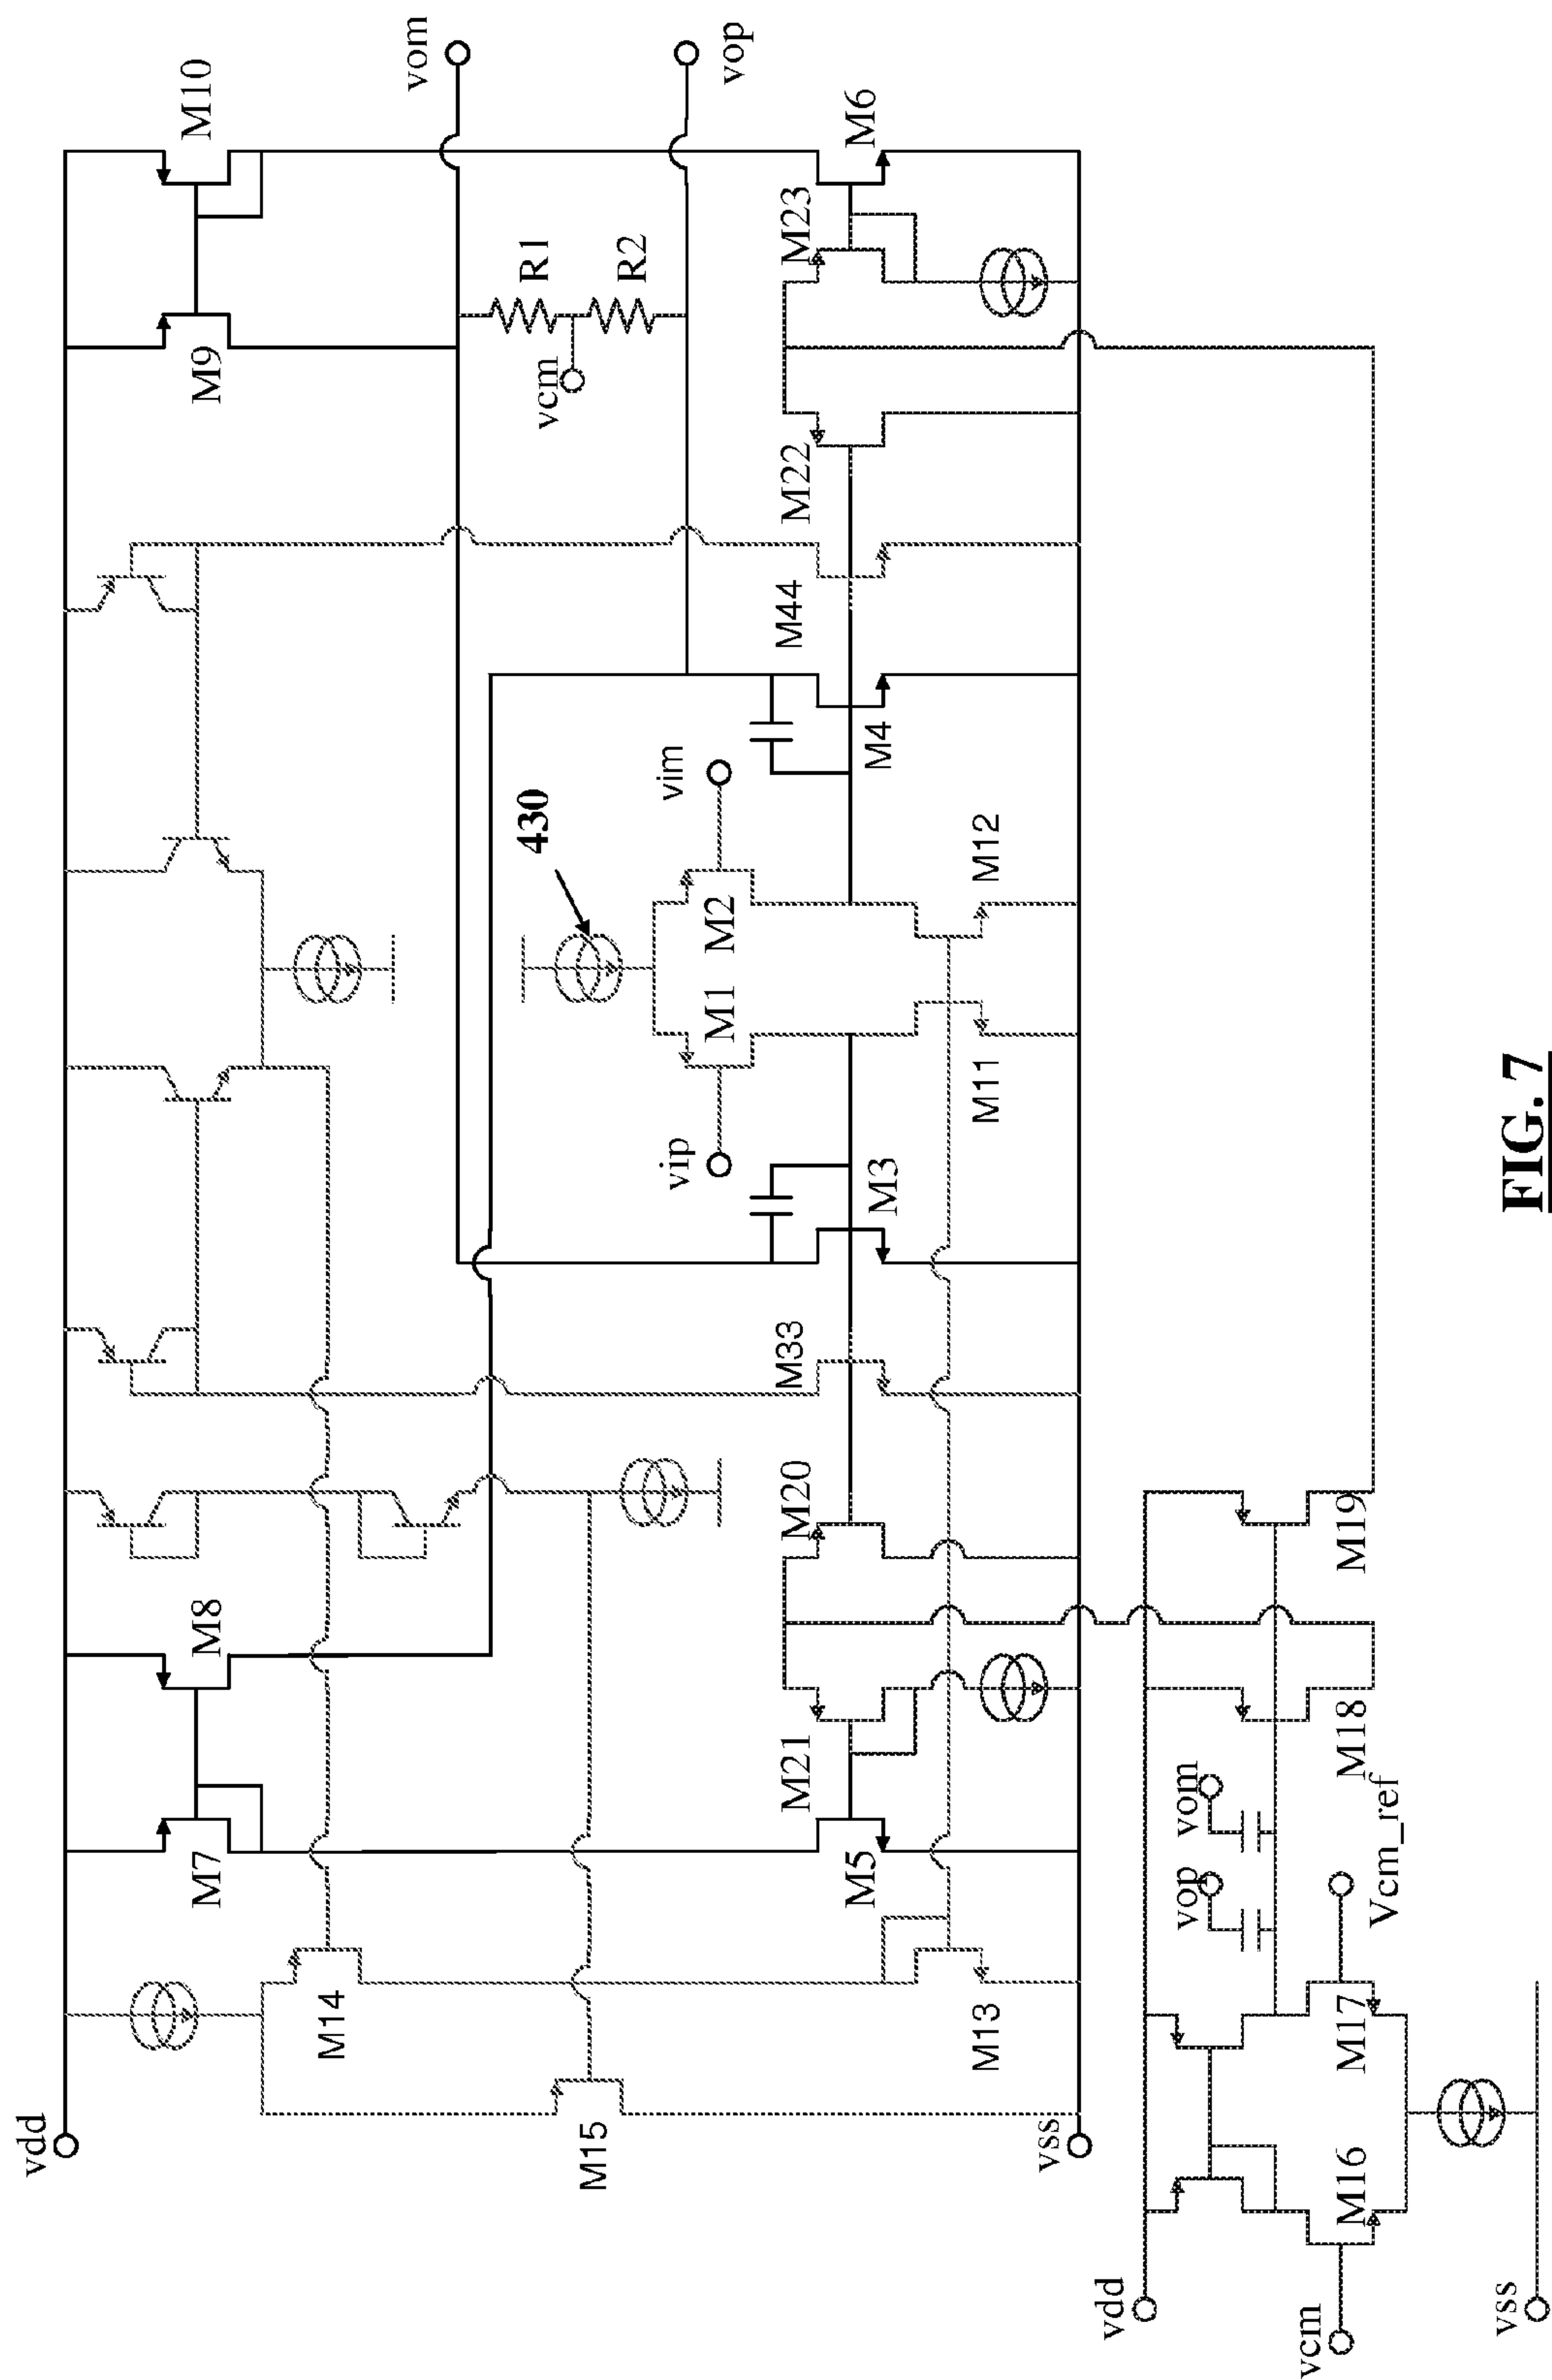 vdd
M7
M8
M9
M10
vom
vop
R1
R2
vcm
M14
M15
430
vip
M1
M2
vim
M33
M44
M5
M21
M20
M3
M4
M22
M23
M6
M13
M11
M12
vss
vdd
vop
vom
vcm
M16
M17
Vcm_ref
M18
M19
vss
FIG. 7